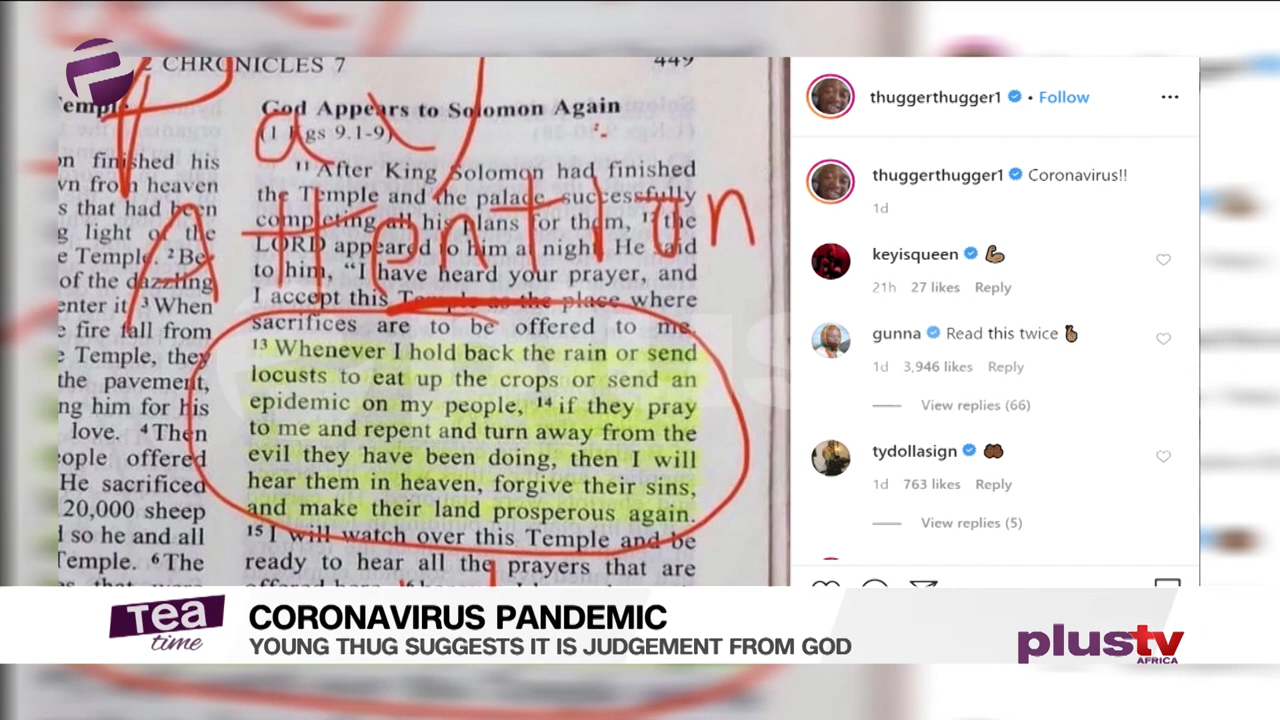 2 CHRONICLES 7
449
Pay
Attention
Temple
on finished his
wn from heaven
s that had been
g light of the
e Temple. 2 Be
of the dazzling
enter it. 3 When
e fire fall from
e Temple, they
the pavement,
ng him for his
love. 4 Then
eople offered
He sacrificed
20,000 sheep
l so he and all
Temple. 6 The
God Appears to Solomon Again
(1 Kgs 9.1-9)
11 After King Solomon had finished
the Temple and the palace, successfully
completing all his plans for them, 12 the
LORD appeared to him at night. He said
to him, “I have heard your prayer, and
I accept this Temple as the place where
sacrifices are to be offered to me.
13 Whenever I hold back the rain or send
locusts to eat up the crops or send an
epidemic on my people, 14 if they pray
to me and repent and turn away from the
evil they have been doing, then I will
hear them in heaven, forgive their sins,
and make their land prosperous again.
15 I will watch over this Temple and be
ready to hear all the prayers that are
thuggerthugger1 • Follow
thuggerthugger1 Coronavirus!!
1d
keyisqueen 💪🏽
21h 27 likes Reply
gunna Read this twice
1d 3,946 likes Reply
View replies (66)
tydollasign
1d 763 likes Reply
View replies (5)
Tea
time
CORONAVIRUS PANDEMIC
YOUNG THUG SUGGESTS IT IS JUDGEMENT FROM GOD
plustv
AFRICA